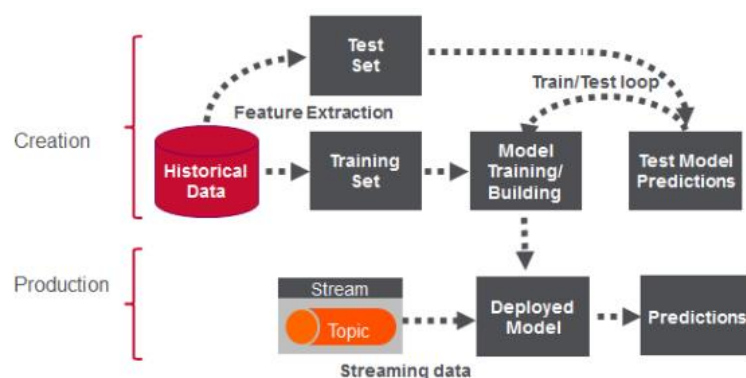 Test
Set
Train/Test loop
Feature Extraction
Creation
Historical
Data
Training
Set
Model
Training/
Building
Test Model
Predictions
Production
Stream
Topic
Deployed
Model
Predictions
Streaming data